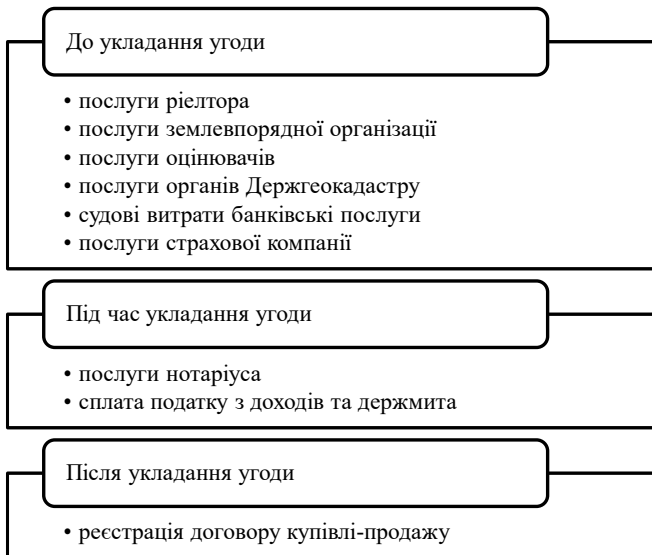 До укладання угоди
• послуги ріелтора
• послуги землевпорядної організації
• послуги оцінювачів
• послуги органів Держгеокадастру
• судові витрати банківські послуги
• послуги страхової компанії
Під час укладання угоди
• послуги нотаріуса
• сплата податку з доходів та держмита
Після укладання угоди
• реєстрація договору купівлі-продажу